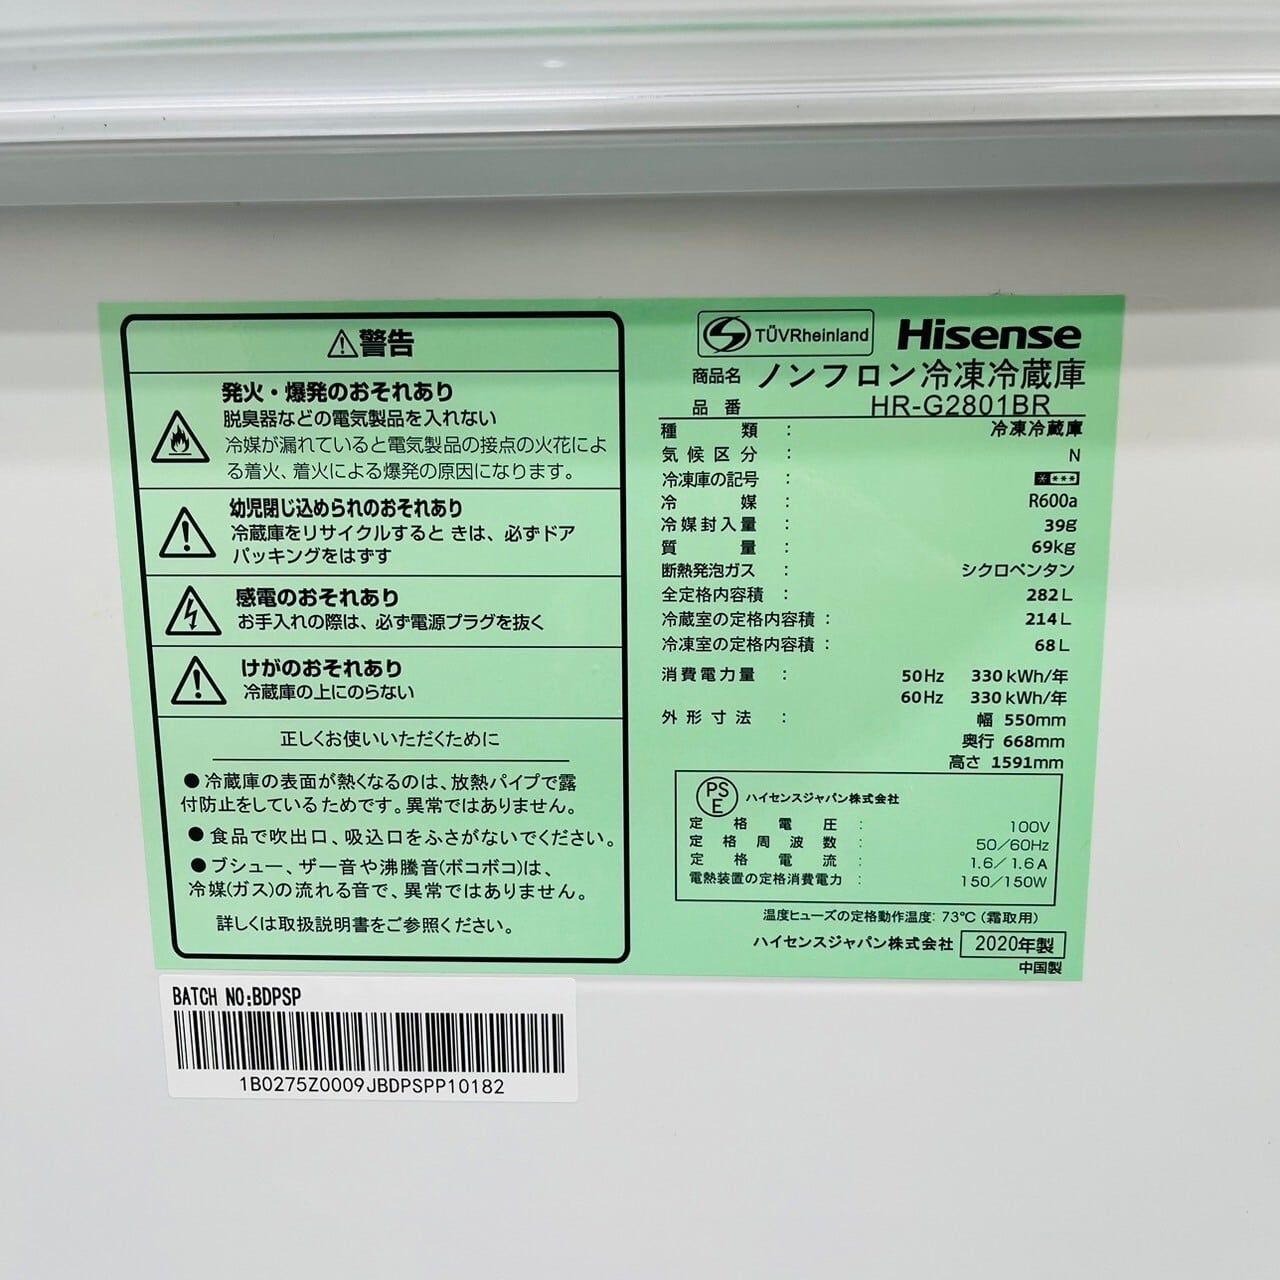 ⚠警告
発火・爆発のおそれあり
脱臭器などの電気製品を入れない
冷媒が漏れていると電気製品の接点の火花によ
る着火、着火による爆発の原因になります。
幼児閉じ込められのおそれあり
冷蔵庫をリサイクルするときは、必ずドア
パッキングをはずす
感電のおそれあり
お手入れの際は、必ず電源プラグを抜く
けがのおそれあり
冷蔵庫の上にのらない
正しくお使いいただくために
●冷蔵庫の表面が熱くなるのは、放熱パイプで露
付防止をしているためです。異常ではありません。
●食品で吹出口、吸込口をふさがないでください。
●ブシュー、ザー音や沸騰音(ボコボコ)は、
冷媒(ガス)の流れる音で、異常ではありません。
詳しくは取扱説明書をご参照ください。
TÜVRheinland Hisense
商品名 ノンフロン冷凍冷蔵庫
品番 HR-G2801BR
種類 : 冷凍冷蔵庫
気候区分 : N
冷凍庫の記号 : ****
冷媒 : R600a
冷媒封入量 : 39g
質量 : 69kg
断熱発泡ガス : シクロペンタン
全定格内容積 : 282L
冷蔵室の定格内容積 : 214L
冷凍室の定格内容積 : 68L
消費電力量 : 50Hz 330kWh/年
60Hz 330kWh/年
外形寸法 : 幅 550mm
奥行 668mm
高さ 1591mm
PSE ハイセンスジャパン株式会社
定格電圧 : 100V
定格周波数 : 50/60Hz
定格電流 : 1.6/1.6A
電熱装置の定格消費電力 : 150/150W
温度ヒューズの定格動作温度: 73℃(霜取用)
ハイセンスジャパン株式会社 2020年製
中国製
BATCH NO:BDPSP
1B0275Z0009JBDPSPP10182